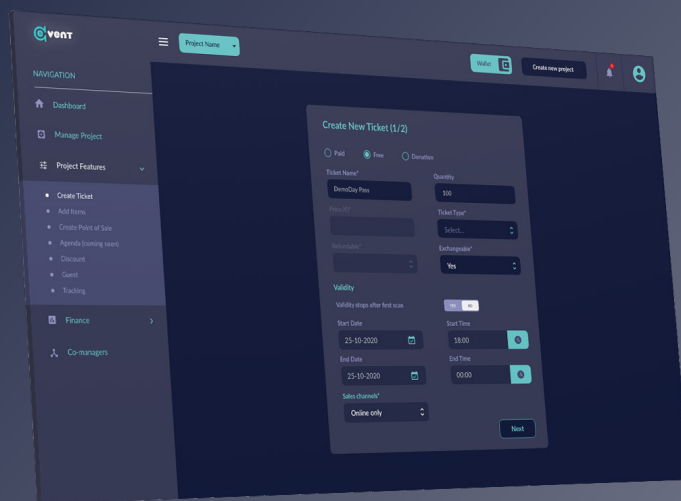 event
Project Name
Wallet
Create new project
NAVIGATION
Dashboard
Manage Project
Project Features
Create Ticket
Add Items
Create Point of Sale
Agenda (coming soon)
Discount
Guest
Tracking
Finance
Co-managers
Create New Ticket (1/2)
Paid
Free
Donation
Ticket Name*
Quantity
DemoDay Pass
100
Ticket Type*
Select...
Refundable*
Exchangeable*
Yes
Validity
Validity stops after first scan
Start Date
Start Time
25-10-2020
18:00
End Date
End Time
25-10-2020
00:00
Sales channels*
Online only
Next